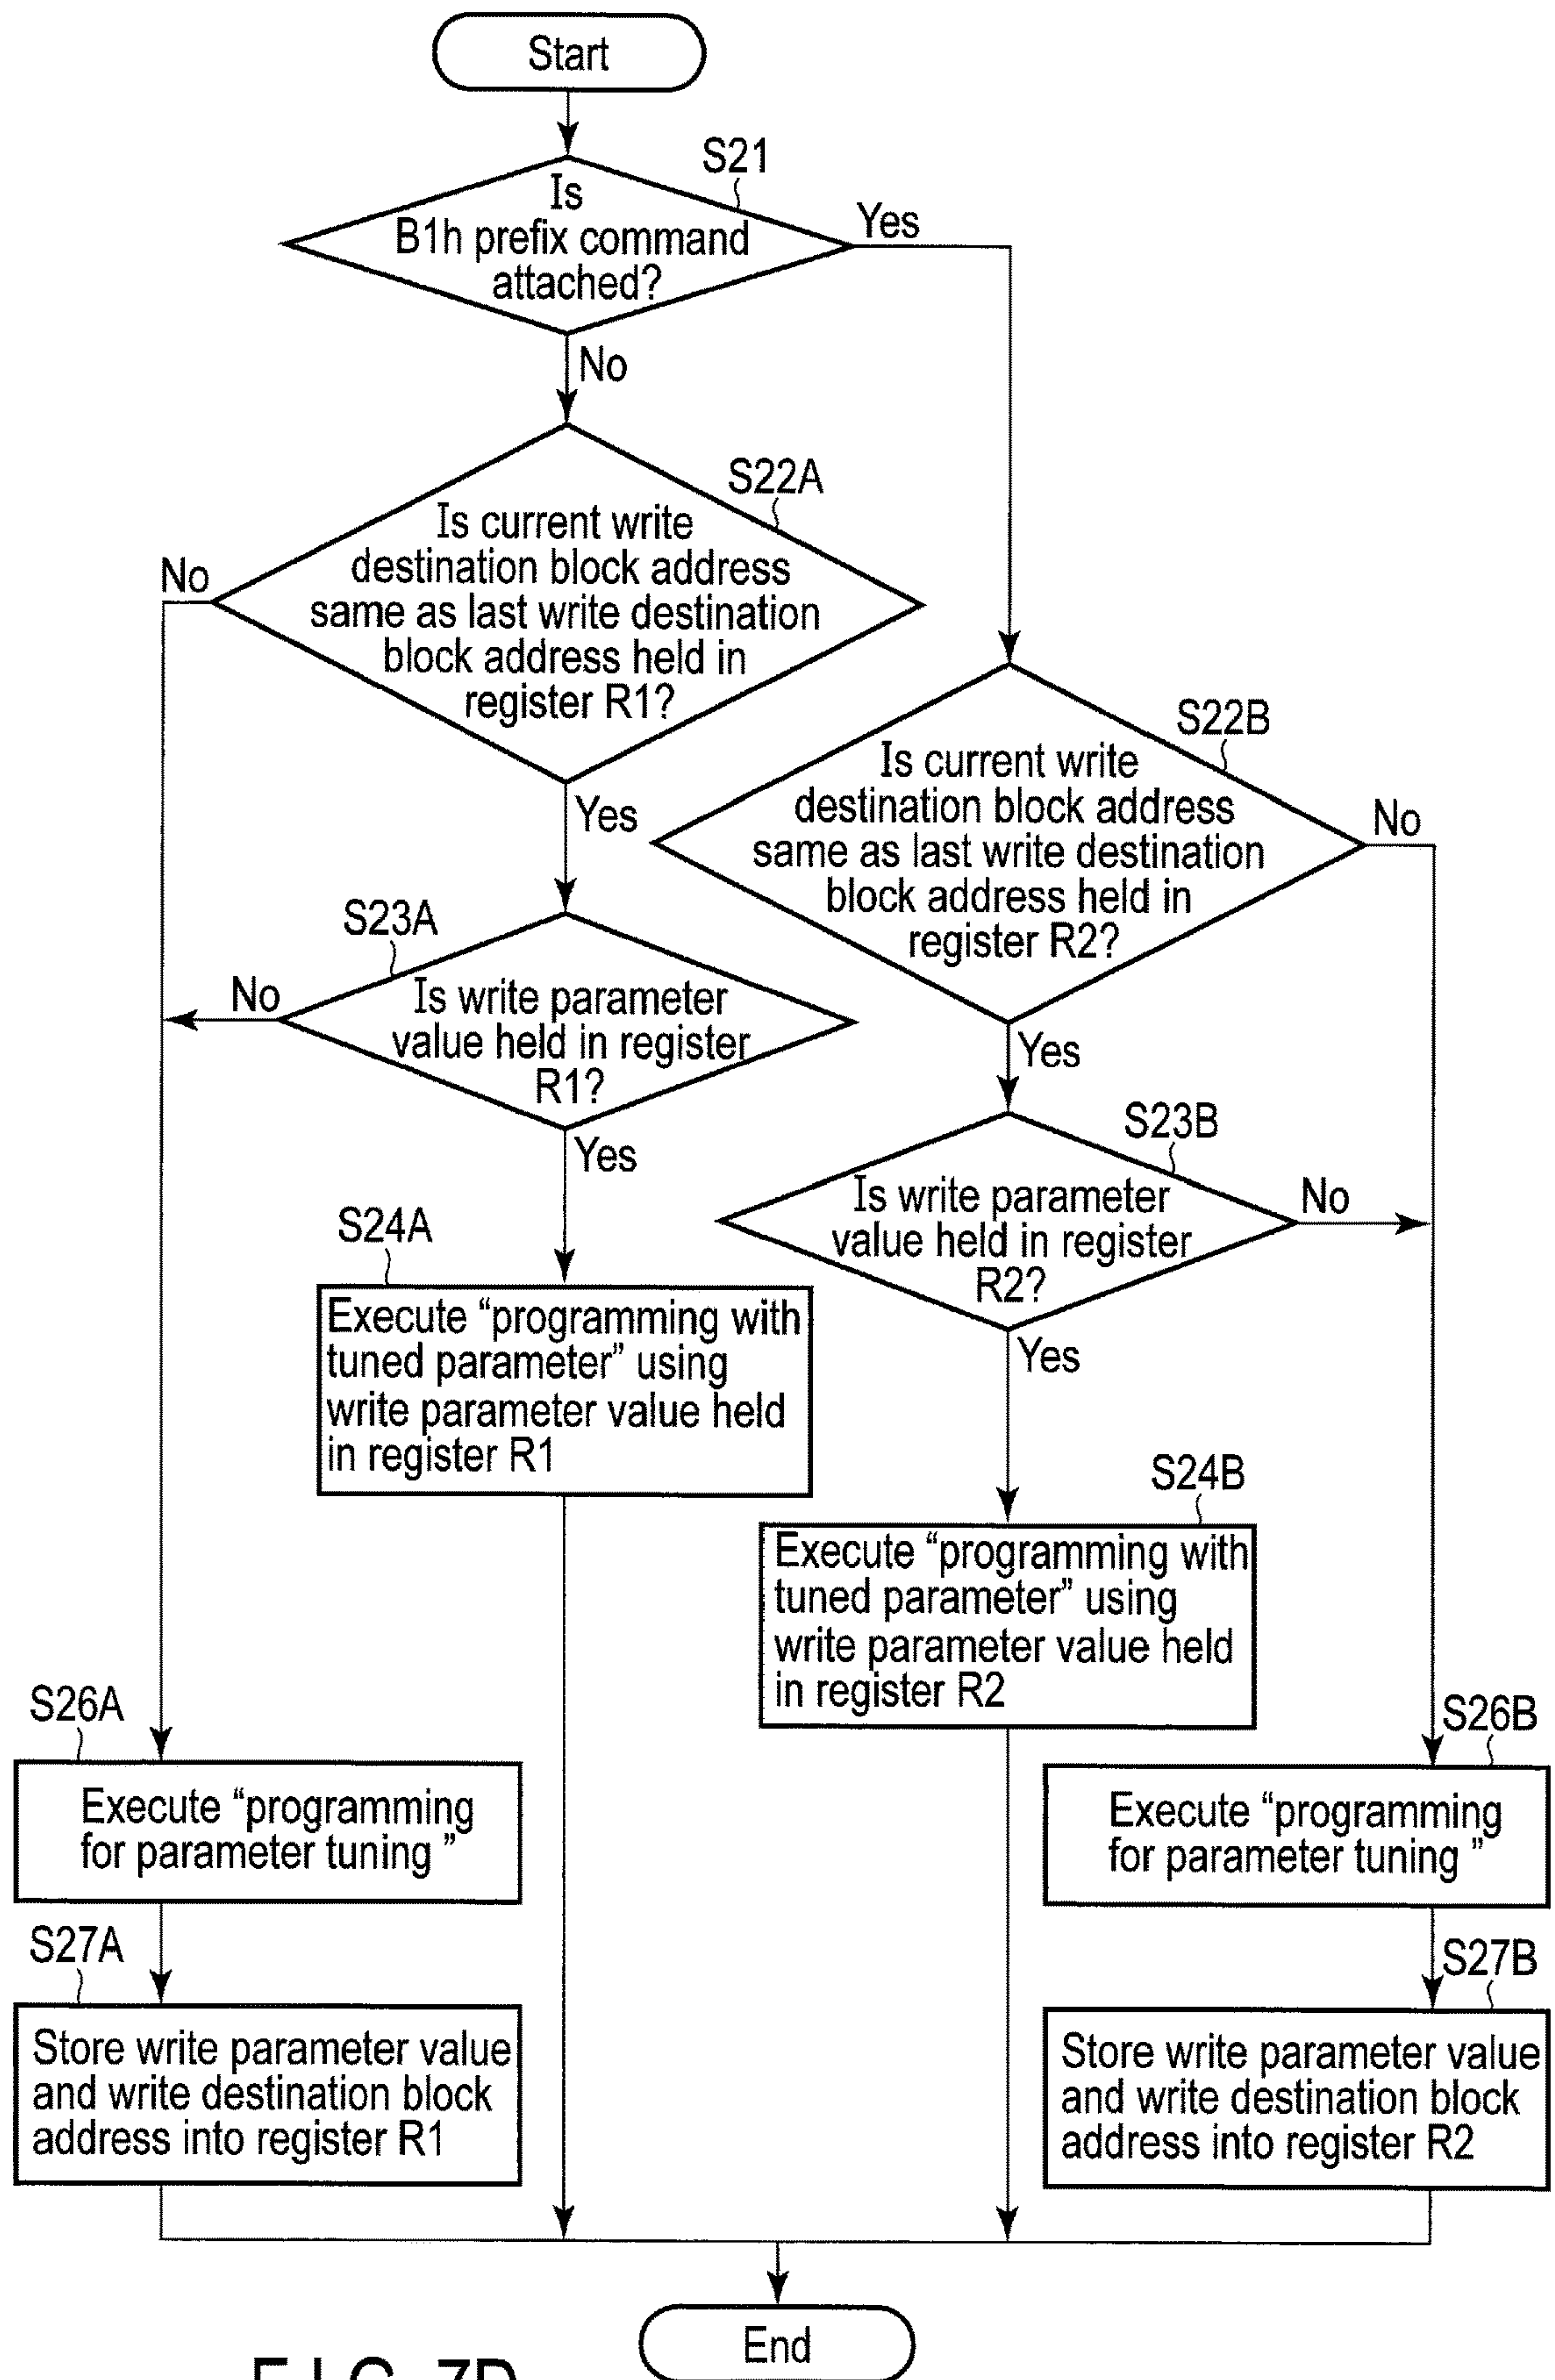 Start
S21
Is
B1h prefix command
attached?
Yes
No
S22A
Is current write
destination block address
same as last write destination
block address held in
register R1?
No
Yes
S22B
Is current write
destination block address
same as last write destination
block address held in
register R2?
No
Yes
S23A
Is write parameter
value held in register
R1?
No
Yes
S23B
Is write parameter
value held in register
R2?
No
Yes
S24A
Execute “programming with
tuned parameter” using
write parameter value held
in register R1
S24B
Execute “programming with
tuned parameter” using
write parameter value held
in register R2
S26A
Execute “programming
for parameter tuning ”
S26B
Execute “programming
for parameter tuning ”
S27A
Store write parameter value
and write destination block
address into register R1
S27B
Store write parameter value
and write destination block
address into register R2
End